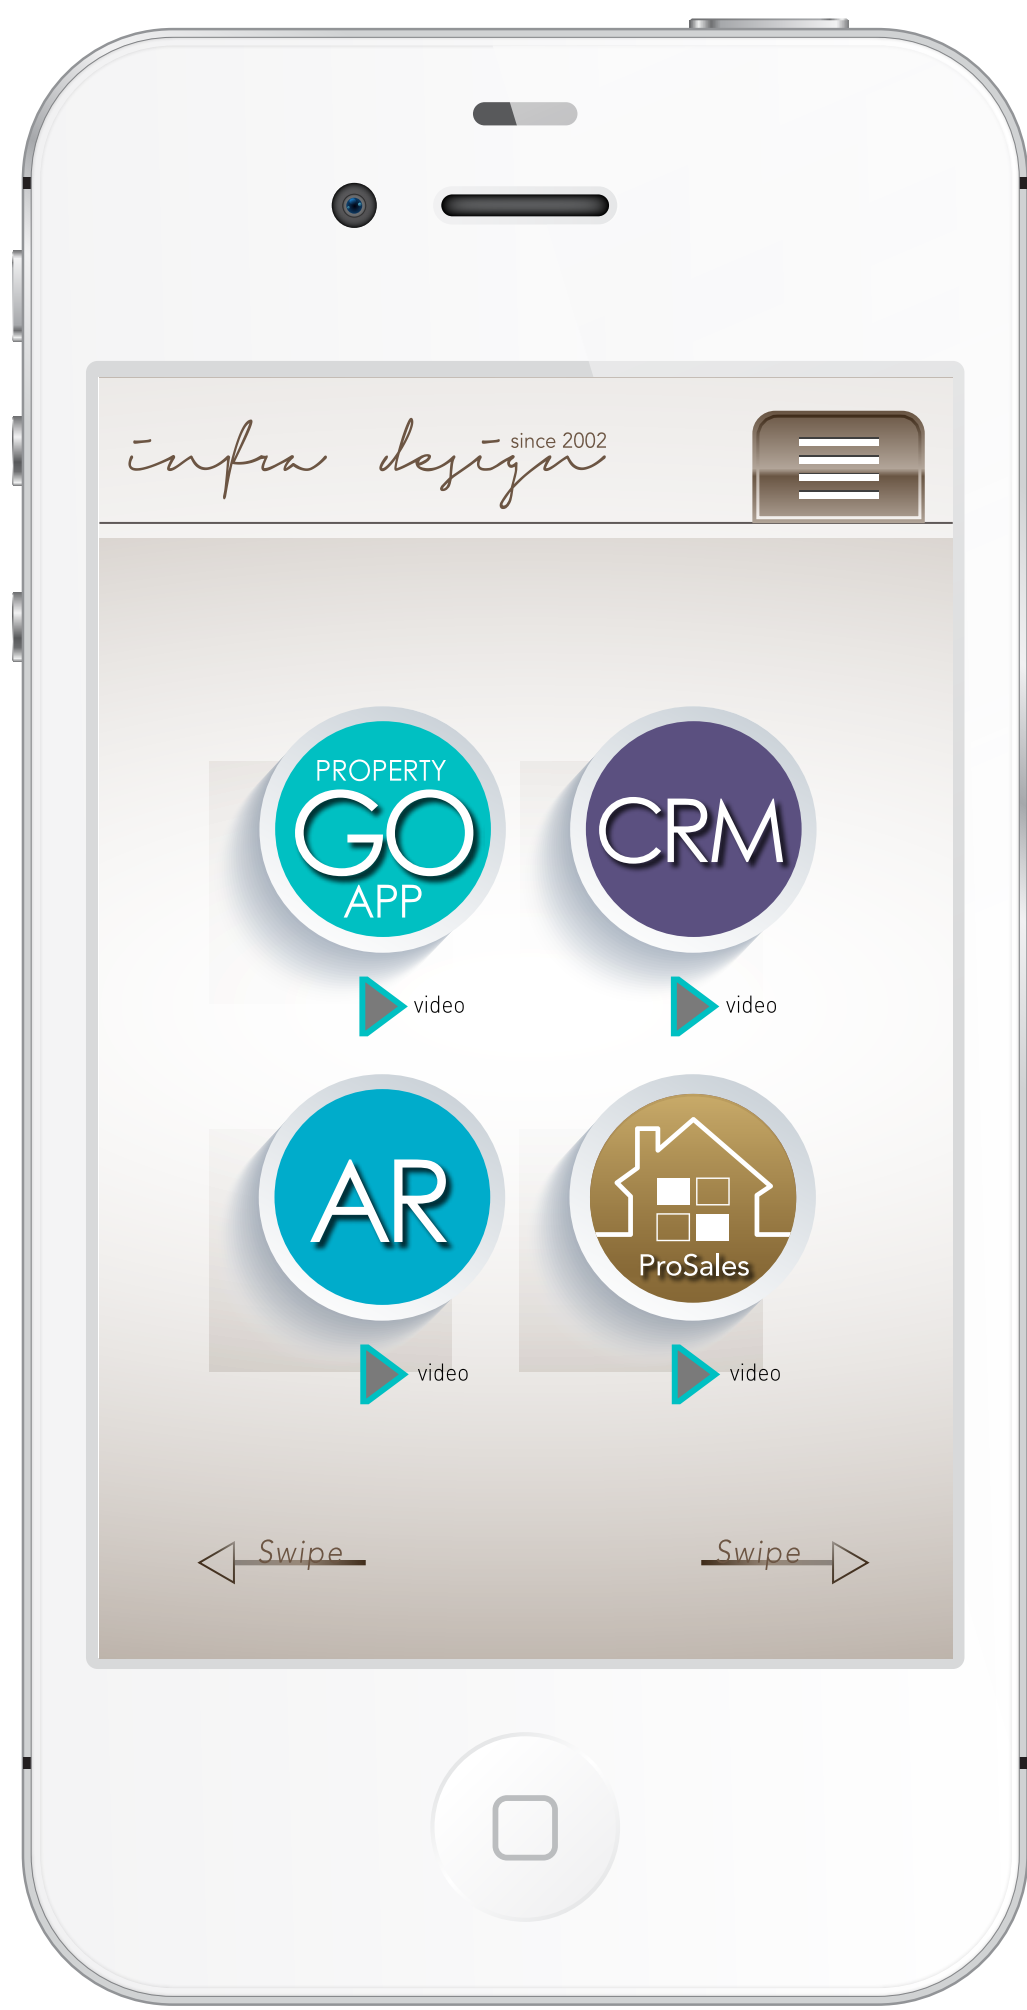 infra design since 2002
PROPERTY
GO
APP
CRM
video
video
AR
ProSales
video
video
Swipe
Swipe